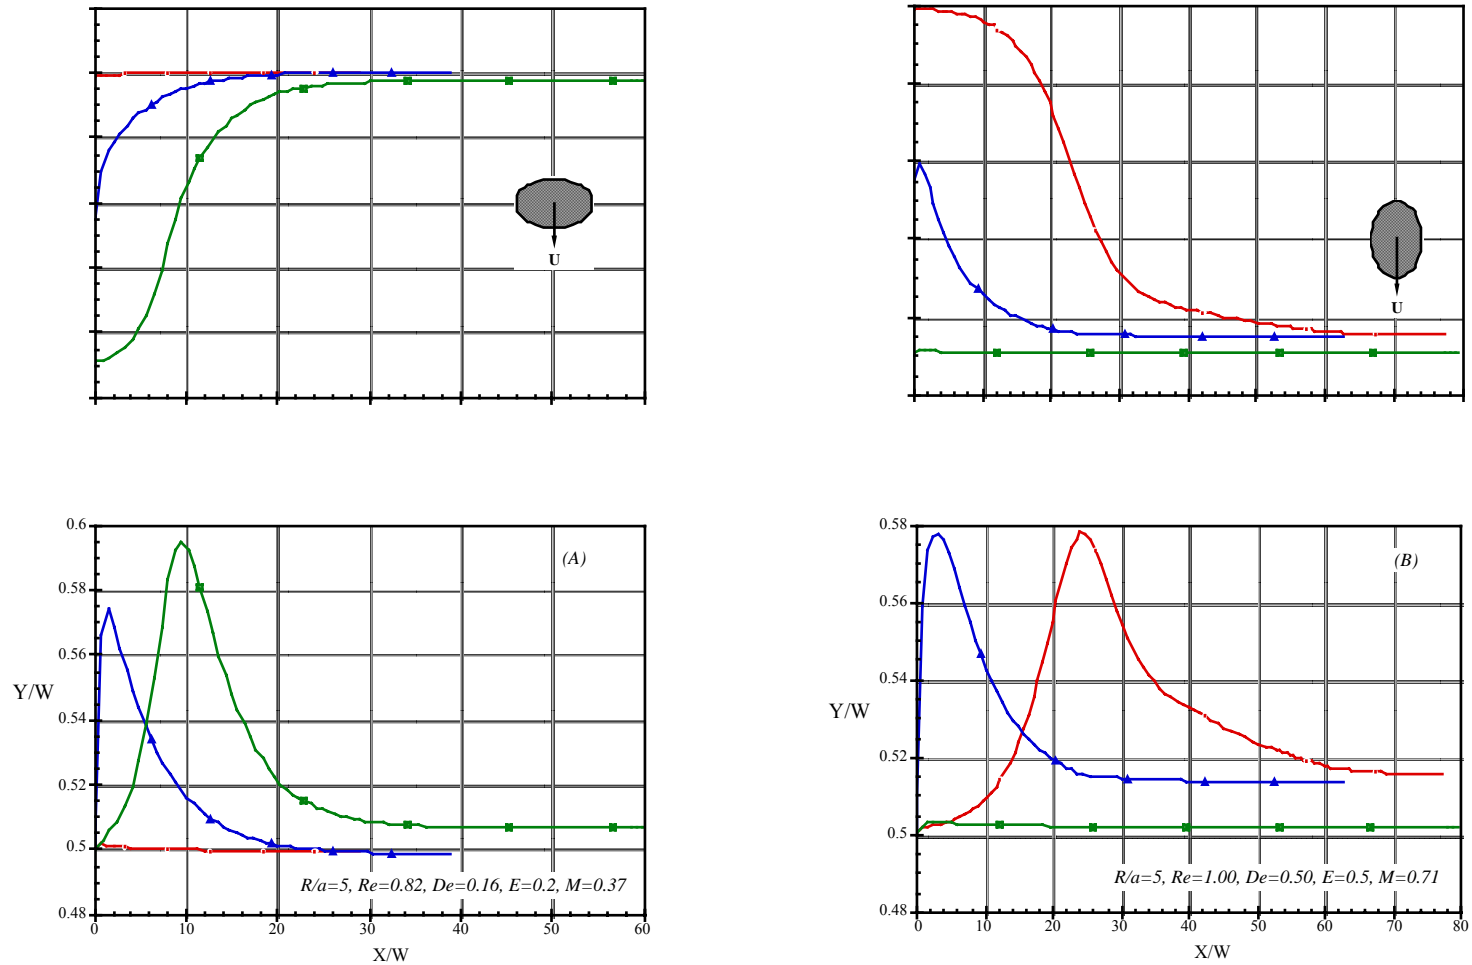 U
U
0.6
0.58
0.56
0.54
0.52
0.5
0.48
Y/W
(A)
R/a=5, Re=0.82, De=0.16, E=0.2, M=0.37
0 10 20 30 40 50 60
X/W
0.58
0.56
0.54
0.52
0.5
0.48
Y/W
(B)
R/a=5, Re=1.00, De=0.50, E=0.5, M=0.71
0 10 20 30 40 50 60 70 80
X/W